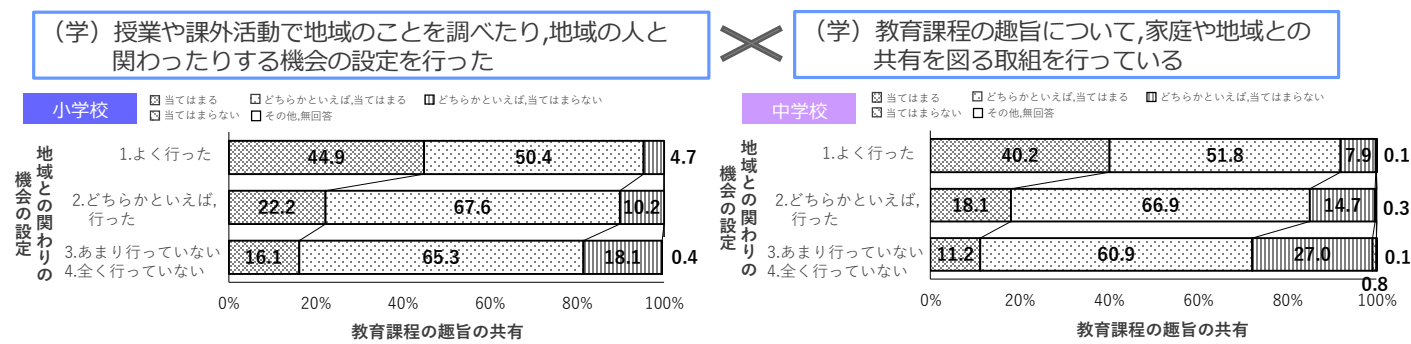 （学）授業や課外活動で地域のことを調べたり,地域の人と
関わったりする機会の設定を行った
（学）教育課程の趣旨について,家庭や地域との
共有を図る取組を行っている
小学校
当てはまる どちらかといえば,当てはまる どちらかといえば,当てはまらない
当てはまらない その他,無回答
地域との関わりの
機会の設定
1.よく行った
44.9 50.4 4.7
2.どちらかといえば,
行った
22.2 67.6 10.2
3.あまり行っていない
4.全く行っていない
16.1 65.3 18.1 0.4
0% 20% 40% 60% 80% 100%
教育課程の趣旨の共有
中学校
当てはまる どちらかといえば,当てはまる どちらかといえば,当てはまらない
当てはまらない その他,無回答
地域との関わりの
機会の設定
1.よく行った
40.2 51.8 7.9 0.1
2.どちらかといえば,
行った
18.1 66.9 14.7 0.3
3.あまり行っていない
4.全く行っていない
11.2 60.9 27.0 0.1
0.8
0% 20% 40% 60% 80% 100%
教育課程の趣旨の共有